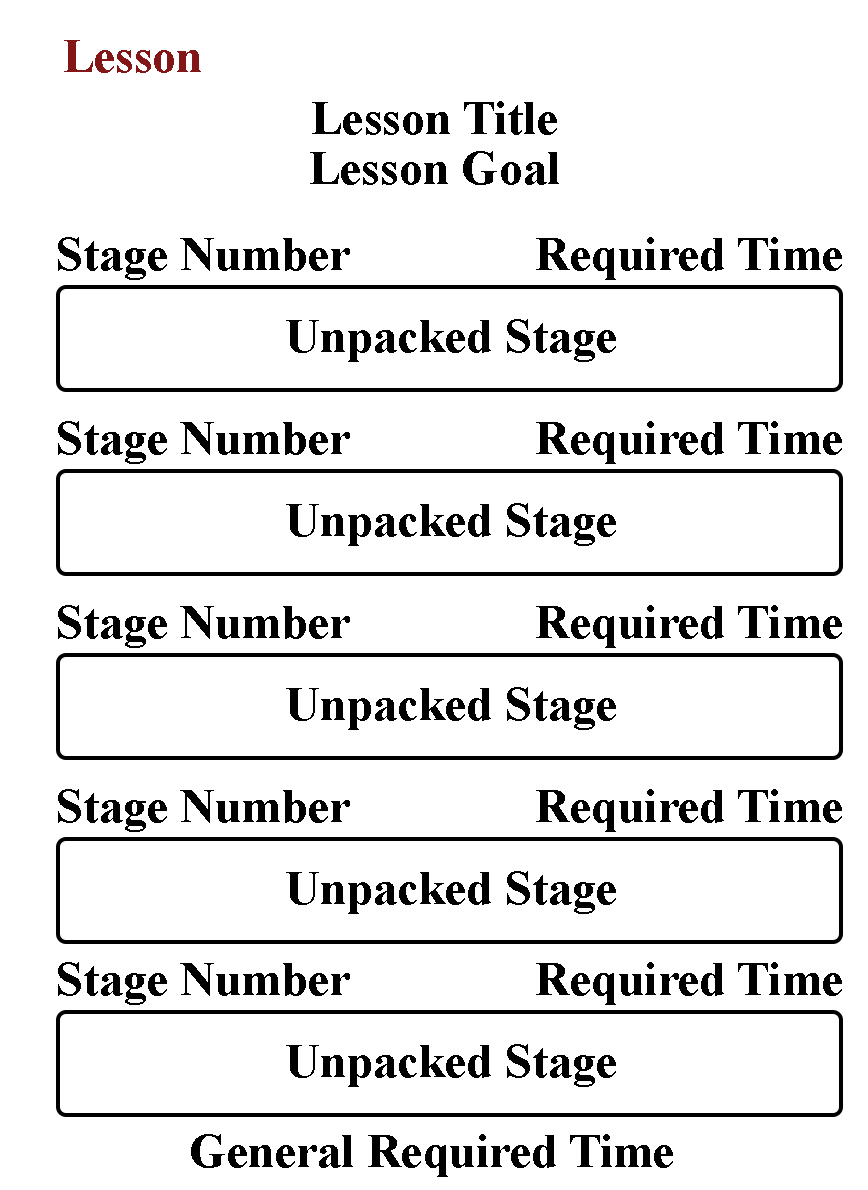 Lesson
Lesson Title
Lesson Goal
Stage Number Required Time
Unpacked Stage
Stage Number Required Time
Unpacked Stage
Stage Number Required Time
Unpacked Stage
Stage Number Required Time
Unpacked Stage
Stage Number Required Time
Unpacked Stage
General Required Time